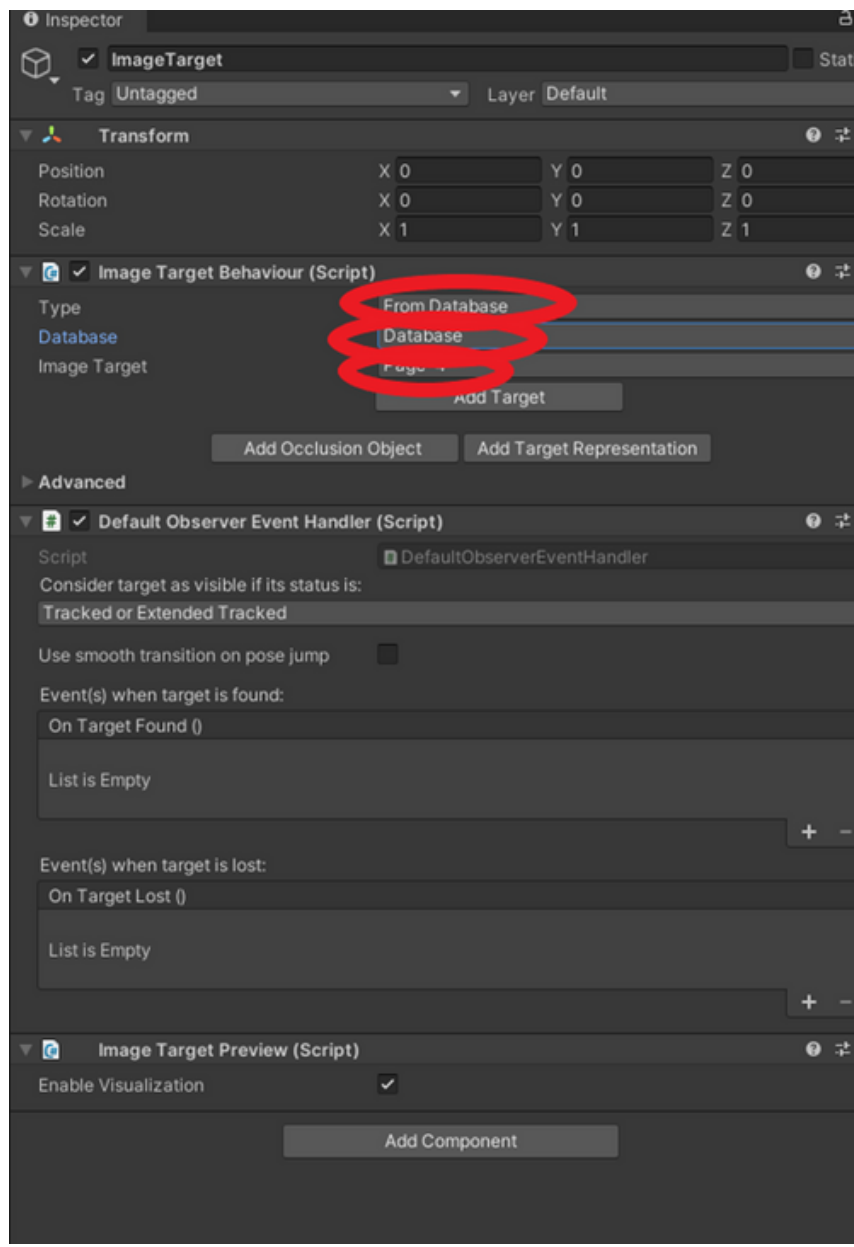 Inspector
ImageTarget Stat
Tag Untagged Layer Default
Transform
Position X 0 Y 0 Z 0
Rotation X 0 Y 0 Z 0
Scale X 1 Y 1 Z 1
Image Target Behaviour (Script)
Type From Database
Database Database
Image Target
Add Target
Add Occlusion Object Add Target Representation
Advanced
# Default Observer Event Handler (Script)
Script DefaultObserverEventHandler
Consider target as visible if its status is:
Tracked or Extended Tracked
Use smooth transition on pose jump
Event(s) when target is found:
On Target Found ()
List is Empty
+ −
Event(s) when target is lost:
On Target Lost ()
List is Empty
+ −
Image Target Preview (Script)
Enable Visualization
Add Component